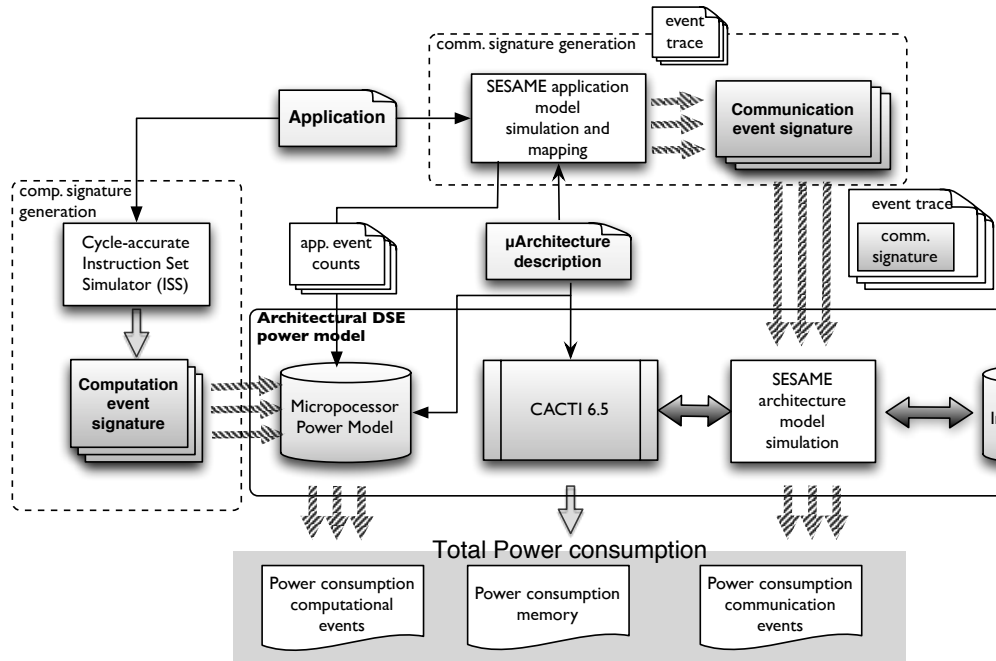 event
trace
comm. signature generation
SESAME application
model
simulation and
mapping
Communication
event signature
Application
comp. signature
generation
Cycle-accurate
Instruction Set
Simulator (ISS)
app. event
counts
µArchitecture
description
event trace
comm.
signature
Architectural DSE
power model
Computation
event
signature
Micropocessor
Power Model
CACTI 6.5
SESAME
architecture
model
simulation
Total Power consumption
Power consumption
computational
events
Power consumption
memory
Power consumption
communication
events